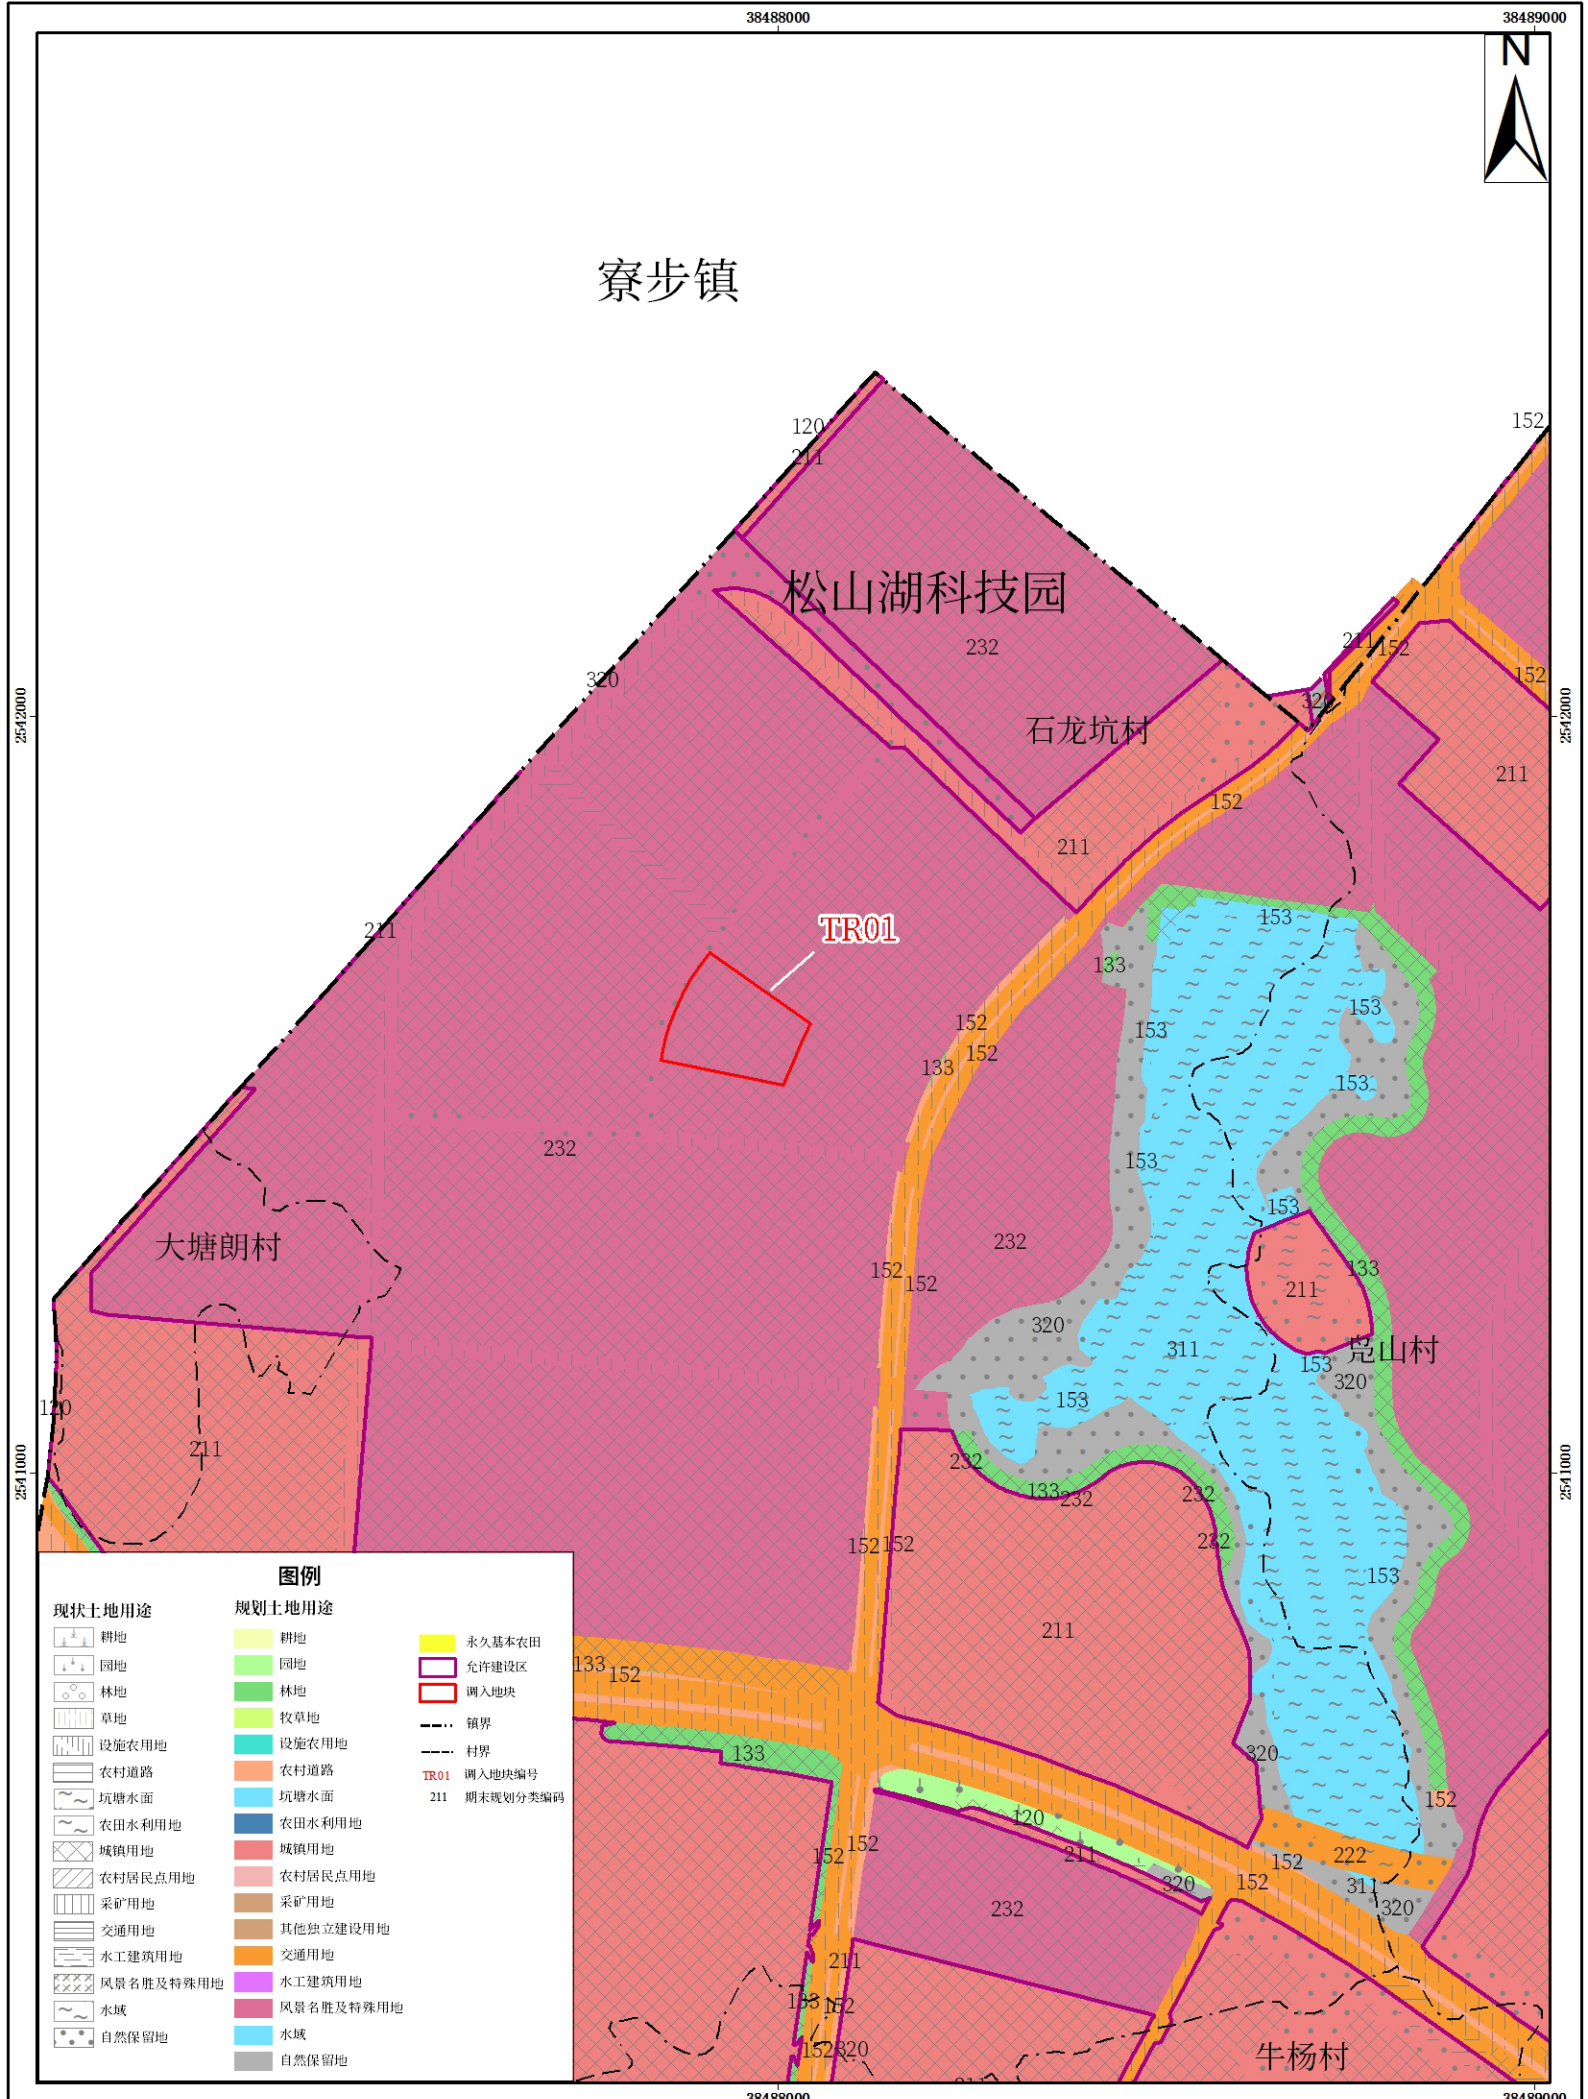 38488000
38489000
N
寮步镇
120
211
152
松山湖科技园
232
211
152
320
152
320
2542000
石龙坑村
2542000
211
152
211
211
TR01
153
133
153
152
153
152
133
153
232
153
153
232
大塘朗村
133
152
152
211
320
311
153
凫山村
320
153
120
211
232
2541000
133
232
232
2541000
232
152
152
153
211
133
152
133
320
152
120
152
152
211
222
152
152
320
311
320
232
211
133
152
152
320
牛杨村
211
图例
现状土地用途
耕地
园地
林地
草地
设施农用地
农村道路
坑塘水面
农田水利用地
城镇用地
农村居民点用地
采矿用地
交通用地
水工建筑用地
风景名胜及特殊用地
水域
自然保留地
规划土地用途
耕地
园地
林地
牧草地
设施农用地
农村道路
坑塘水面
农田水利用地
城镇用地
农村居民点用地
采矿用地
其他独立建设用地
交通用地
水工建筑用地
风景名胜及特殊用地
水域
自然保留地
永久基本农田
允许建设区
调入地块
镇界
村界
TR01 调入地块编号
211 期末规划分类编码
38488000
38489000